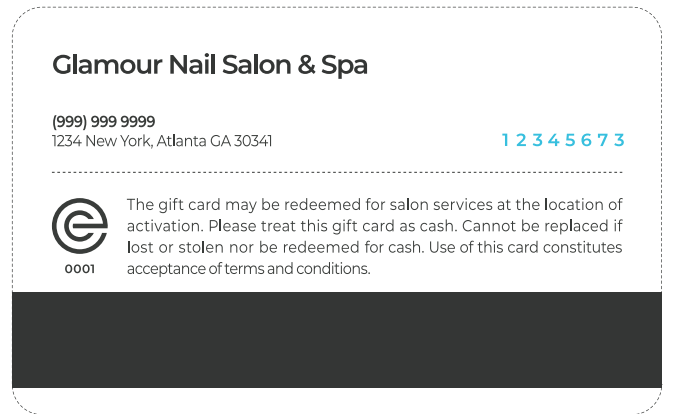 Glamour Nail Salon & Spa
(999) 999 9999
1234 New York, Atlanta GA 30341
1 2 3 4 5 6 7 3
The gift card may be redeemed for salon services at the location of
activation. Please treat this gift card as cash. Cannot be replaced if
lost or stolen nor be redeemed for cash. Use of this card constitutes
acceptance of terms and conditions.
0001